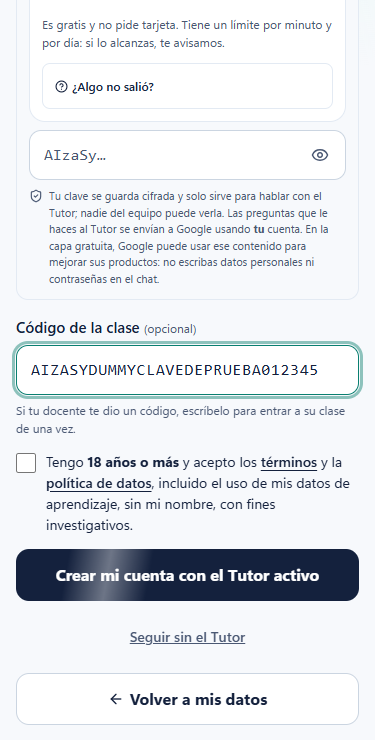 Es gratis y no pide tarjeta. Tiene un límite por minuto y
por día: si lo alcanzas, te avisamos.
¿Algo no salió?
AIzaSy…
Tu clave se guarda cifrada y solo sirve para hablar con el
Tutor; nadie del equipo puede verla. Las preguntas que le
haces al Tutor se envían a Google usando tu cuenta. En la
capa gratuita, Google puede usar ese contenido para
mejorar sus productos: no escribas datos personales ni
contraseñas en el chat.
Código de la clase (opcional)
AIZASYDUMMYCLAVEDEPRUEBA012345
Si tu docente te dio un código, escríbelo para entrar a su clase
de una vez.
Tengo 18 años o más y acepto los términos y la
política de datos, incluido el uso de mis datos de
aprendizaje, sin mi nombre, con fines
investigativos.
Crear mi cuenta con el Tutor activo
Seguir sin el Tutor
← Volver a mis datos